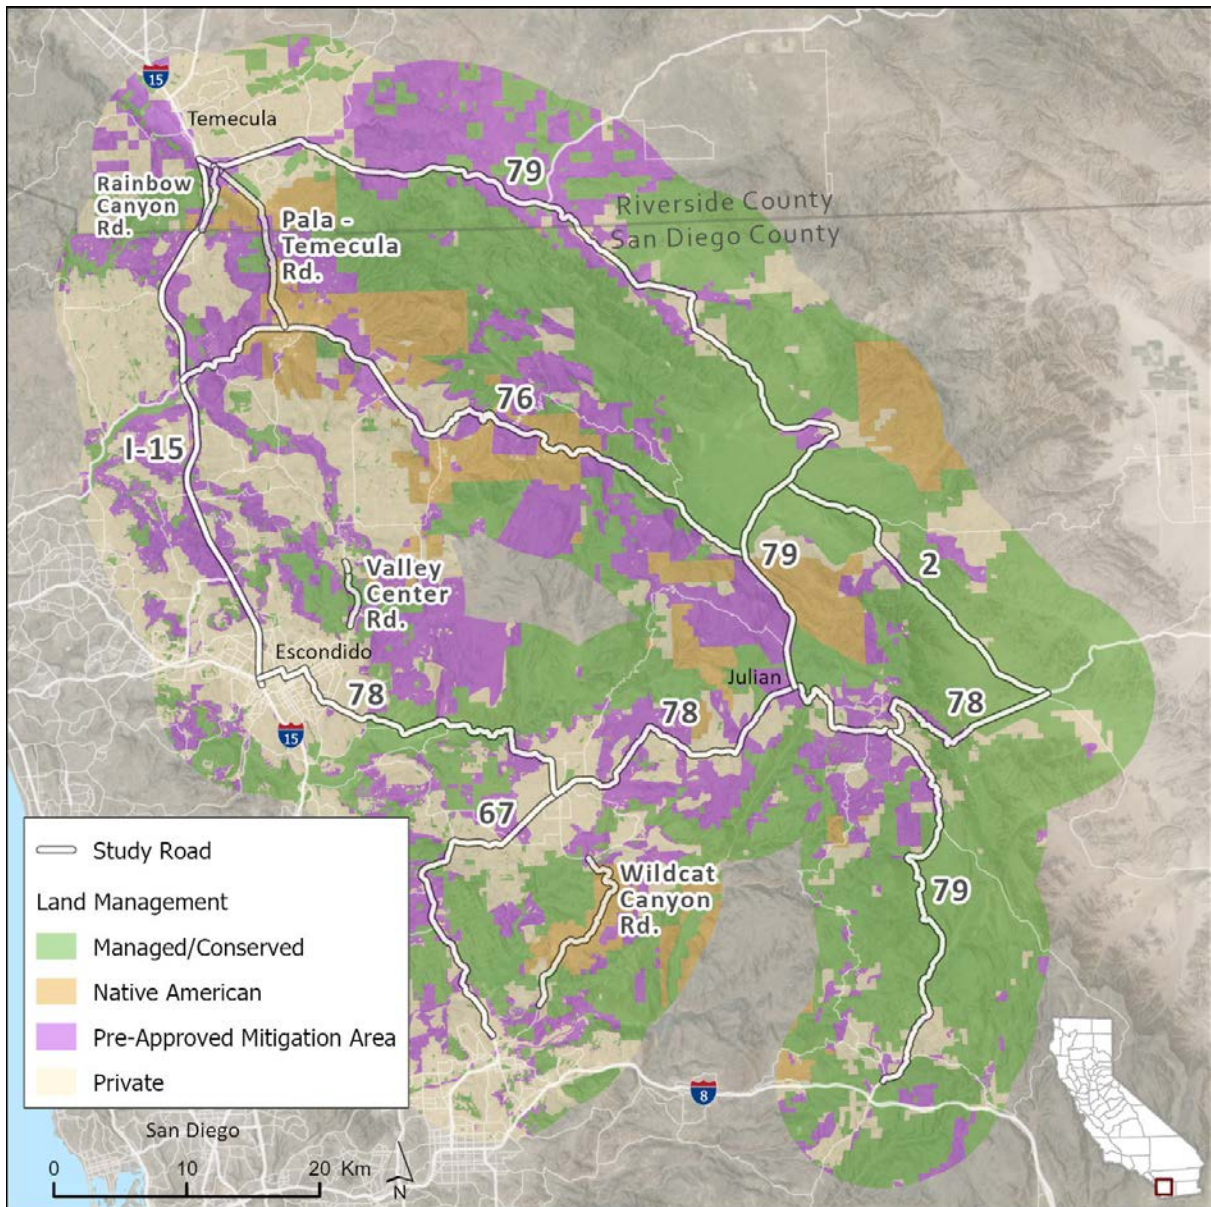 15
Temecula
79
Rainbow
Canyon
Rd.
Riverside County
San Diego County
Pala -
Temecula
Rd.
76
I-15
79
2
Valley
Center
Rd.
Escondido
Julian
78
78
78
15
67
Wildcat
Canyon
Rd.
79
Study Road
Land Management
Managed/Conserved
Native American
Pre-Approved Mitigation Area
Private
8
San Diego
0 10 20 Km
N